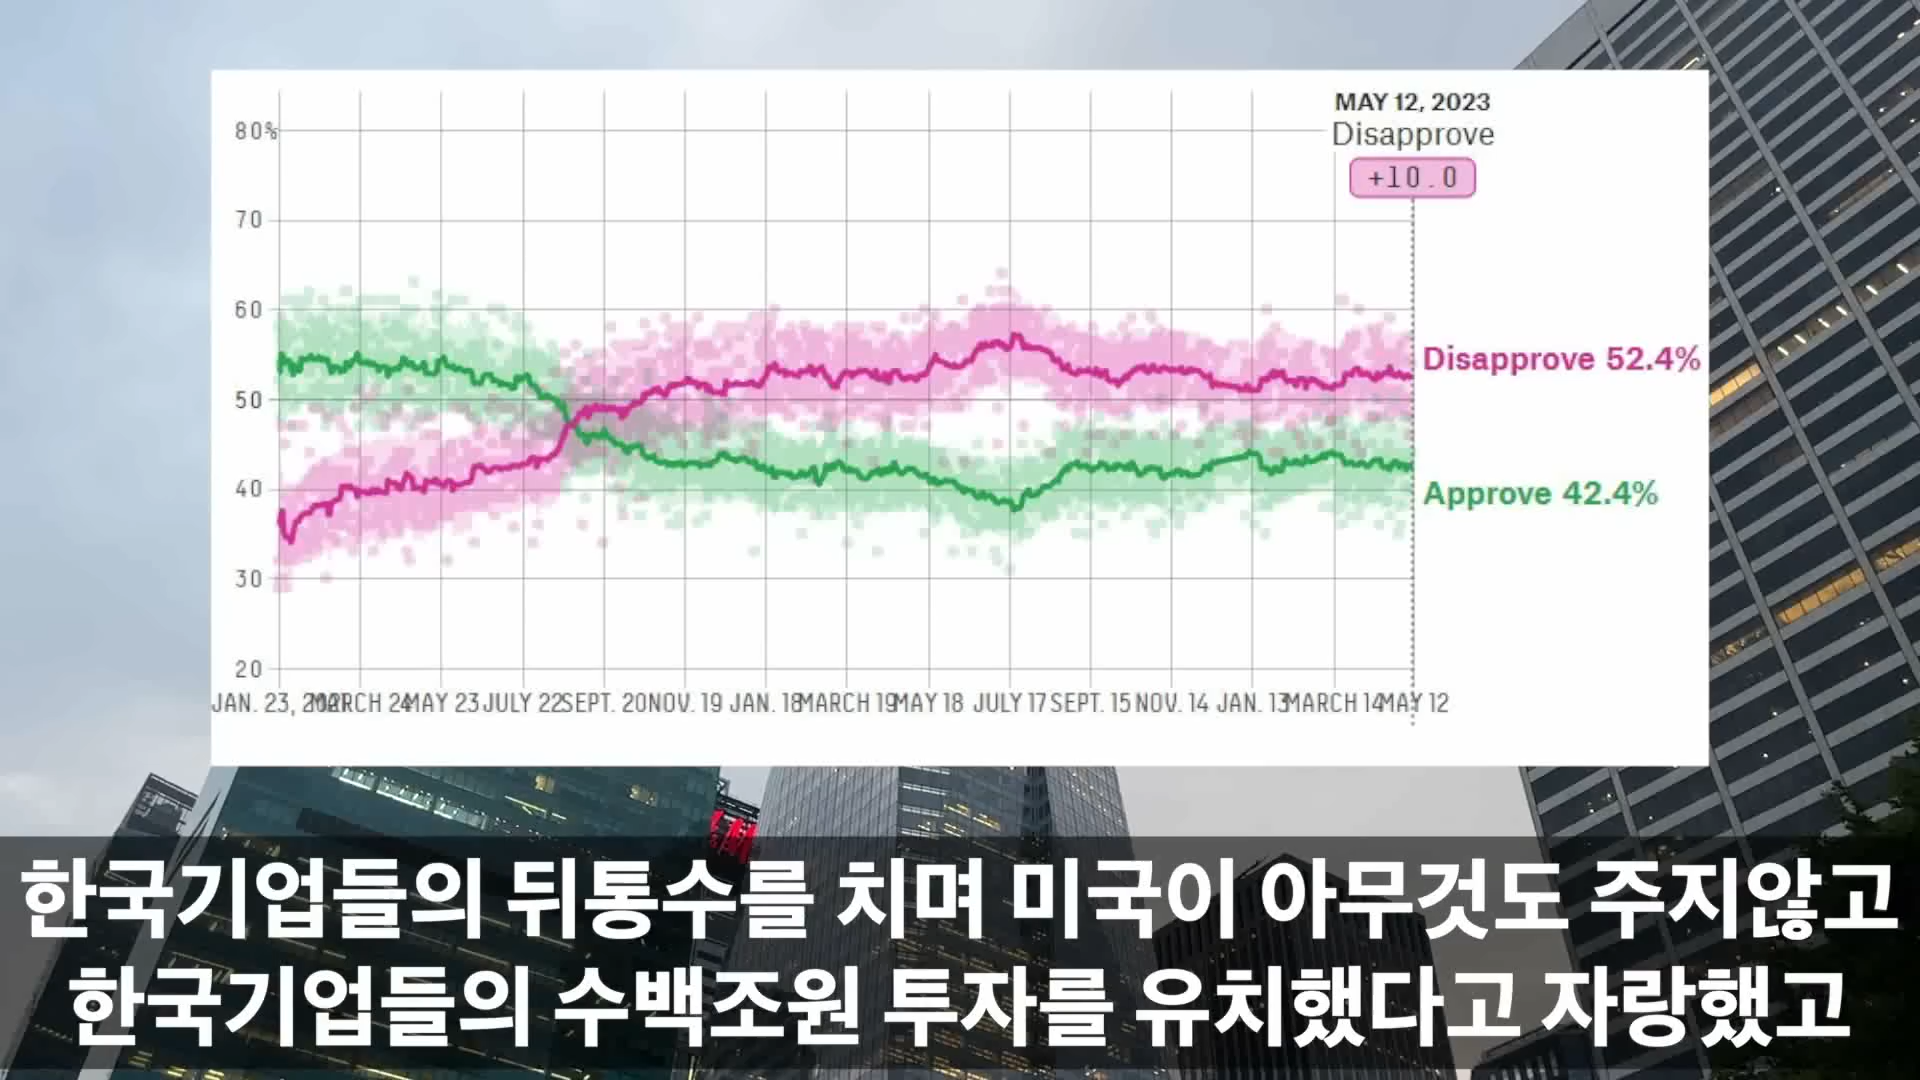 MAY 12, 2023
Disapprove
+10.0
80%
70
60
50
40
30
20
Disapprove 52.4%
Approve 42.4%
JAN. 23, 2021 MARCH 24 MAY 23 JULY 22 SEPT. 20 NOV. 19 JAN. 18 MARCH 19 MAY 18 JULY 17 SEPT. 15 NOV. 14 JAN. 13 MARCH 14 MAY 12
한국기업들의 뒤통수를 치며 미국이 아무것도 주지않고
한국기업들의 수백조원 투자를 유치했다고 자랑했고